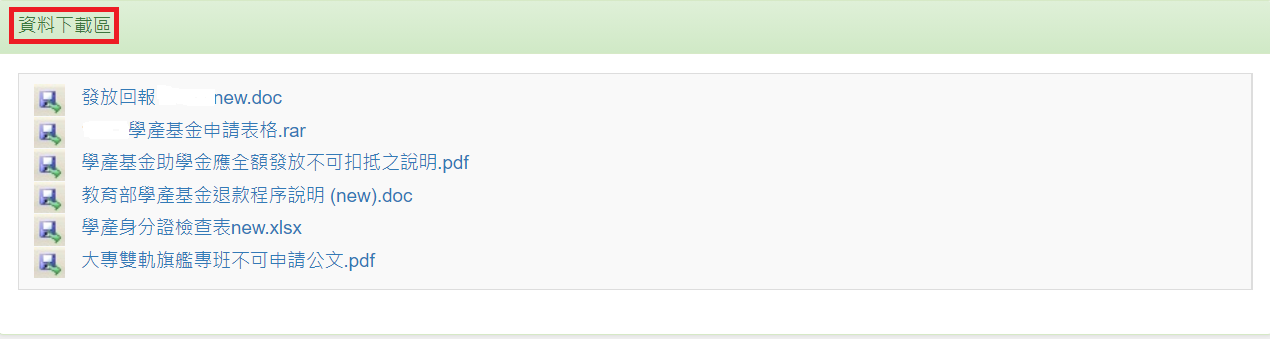 資料下載區
發放回報 new.doc
學產基金申請表格.rar
學產基金助學金應全額發放不可扣抵之說明.pdf
教育部學產基金退款程序說明 (new).doc
學產身分證檢查表new.xlsx
大專雙軌旗艦專班不可申請公文.pdf